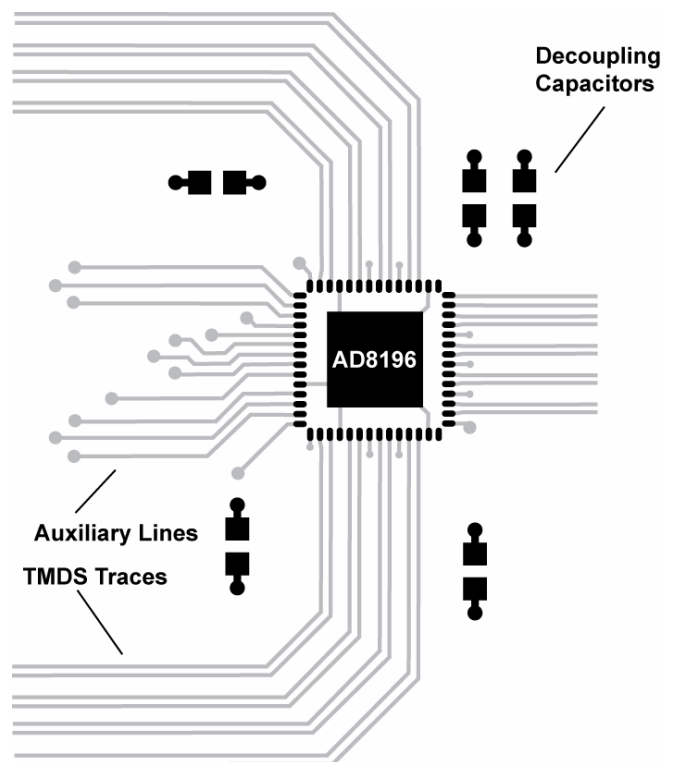 Decoupling
Capacitors
AD8196
Auxiliary Lines
TMDS Traces